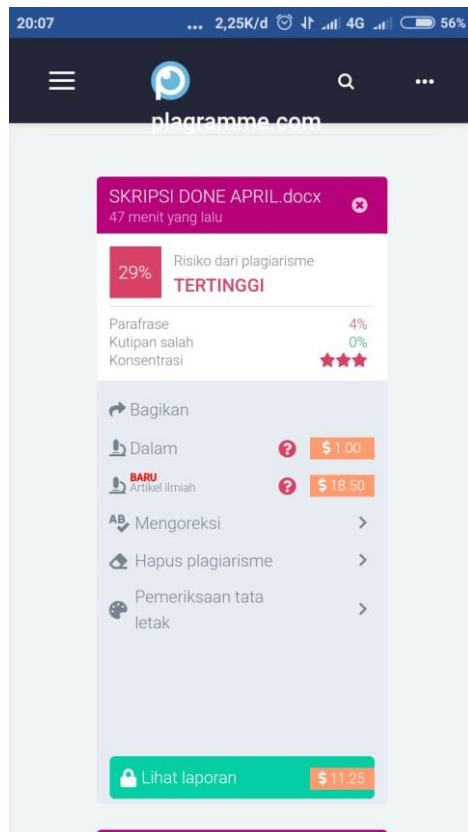 20:07 ... 2,25K/d 4G 56%
plagramme.com
SKRIPSI DONE APRIL.docx
47 menit yang lalu
29%
Risiko dari plagiarisme
TERTINGGI
Parafrase 4%
Kutipan salah 0%
Konsentrasi
Bagikan
Dalam ? $ 1.00
BARU
Artikel ilmiah ? $ 18.50
AB Mengoreksi
Hapus plagiarisme
Pemeriksaan tata
letak
Lihat laporan $ 11.25